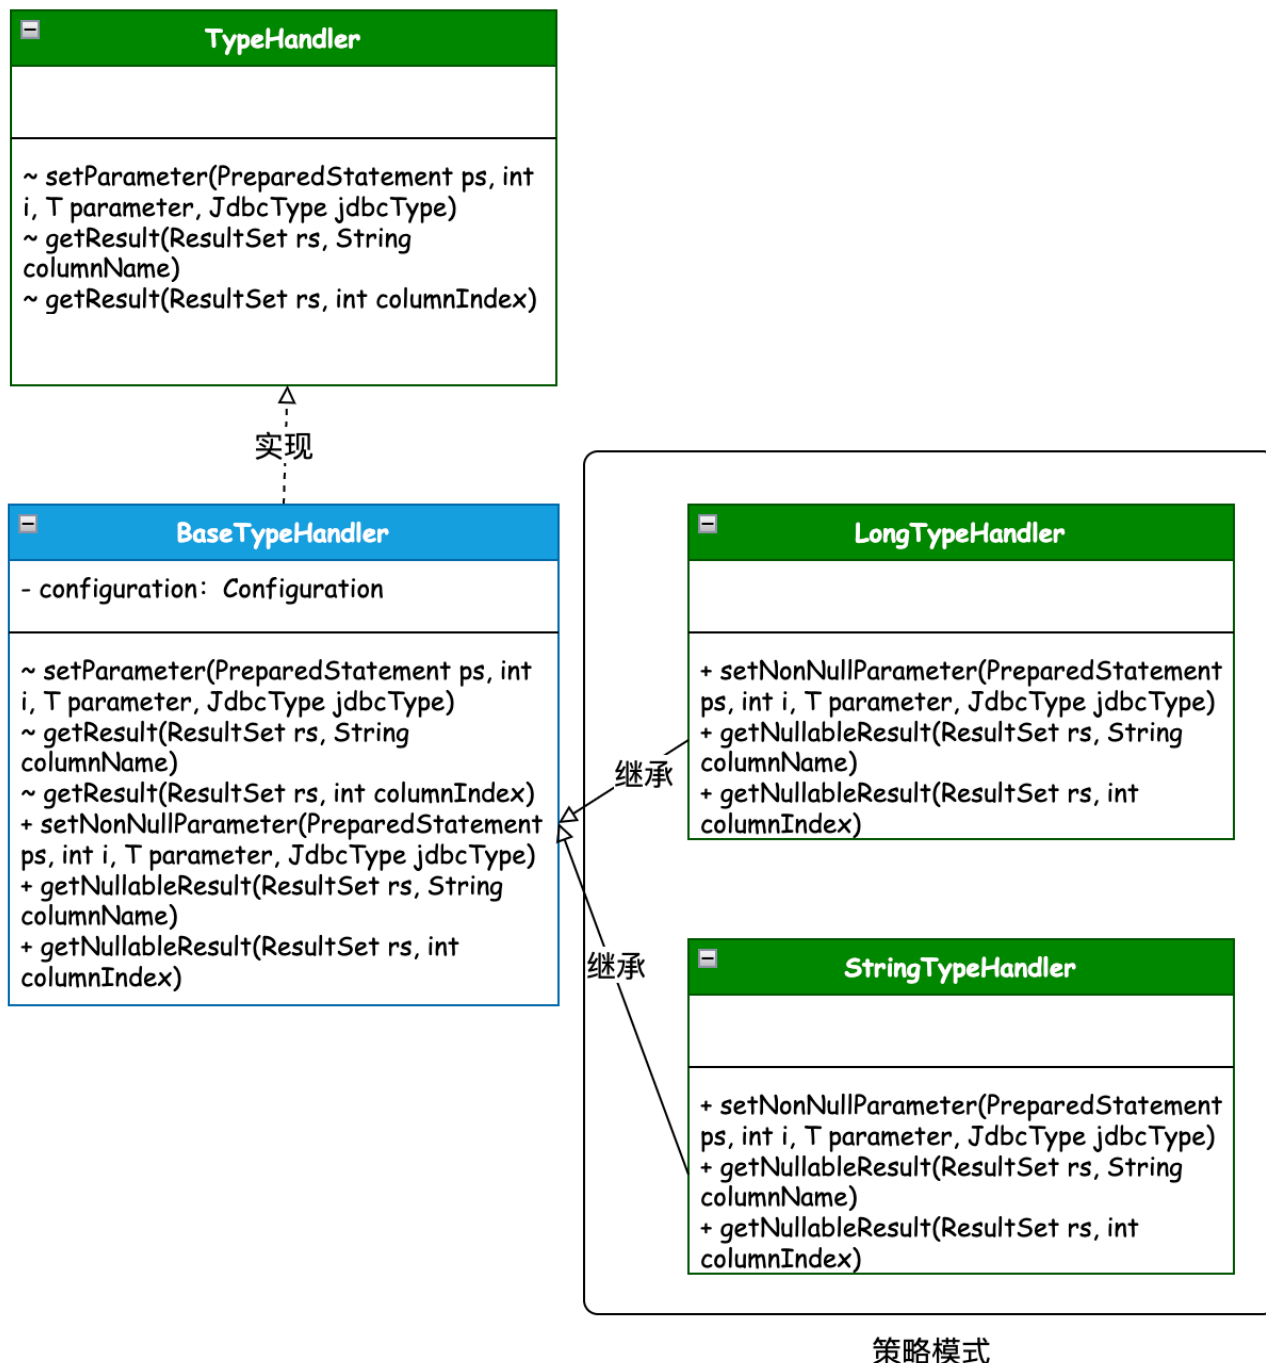 TypeHandler
~ setParameter(PreparedStatement ps, int
i, T parameter, JdbcType jdbcType)
~ getResult(ResultSet rs, String
columnName)
~ getResult(ResultSet rs, int columnIndex)
实现
BaseTypeHandler
- configuration：Configuration
~ setParameter(PreparedStatement ps, int
i, T parameter, JdbcType jdbcType)
~ getResult(ResultSet rs, String
columnName)
~ getResult(ResultSet rs, int columnIndex)
+ setNonNullParameter(PreparedStatement
ps, int i, T parameter, JdbcType jdbcType)
+ getNullableResult(ResultSet rs, String
columnName)
+ getNullableResult(ResultSet rs, int
columnIndex)
继承
继承
LongTypeHandler
+ setNonNullParameter(PreparedStatement
ps, int i, T parameter, JdbcType jdbcType)
+ getNullableResult(ResultSet rs, String
columnName)
+ getNullableResult(ResultSet rs, int
columnIndex)
StringTypeHandler
+ setNonNullParameter(PreparedStatement
ps, int i, T parameter, JdbcType jdbcType)
+ getNullableResult(ResultSet rs, String
columnName)
+ getNullableResult(ResultSet rs, int
columnIndex)
策略模式